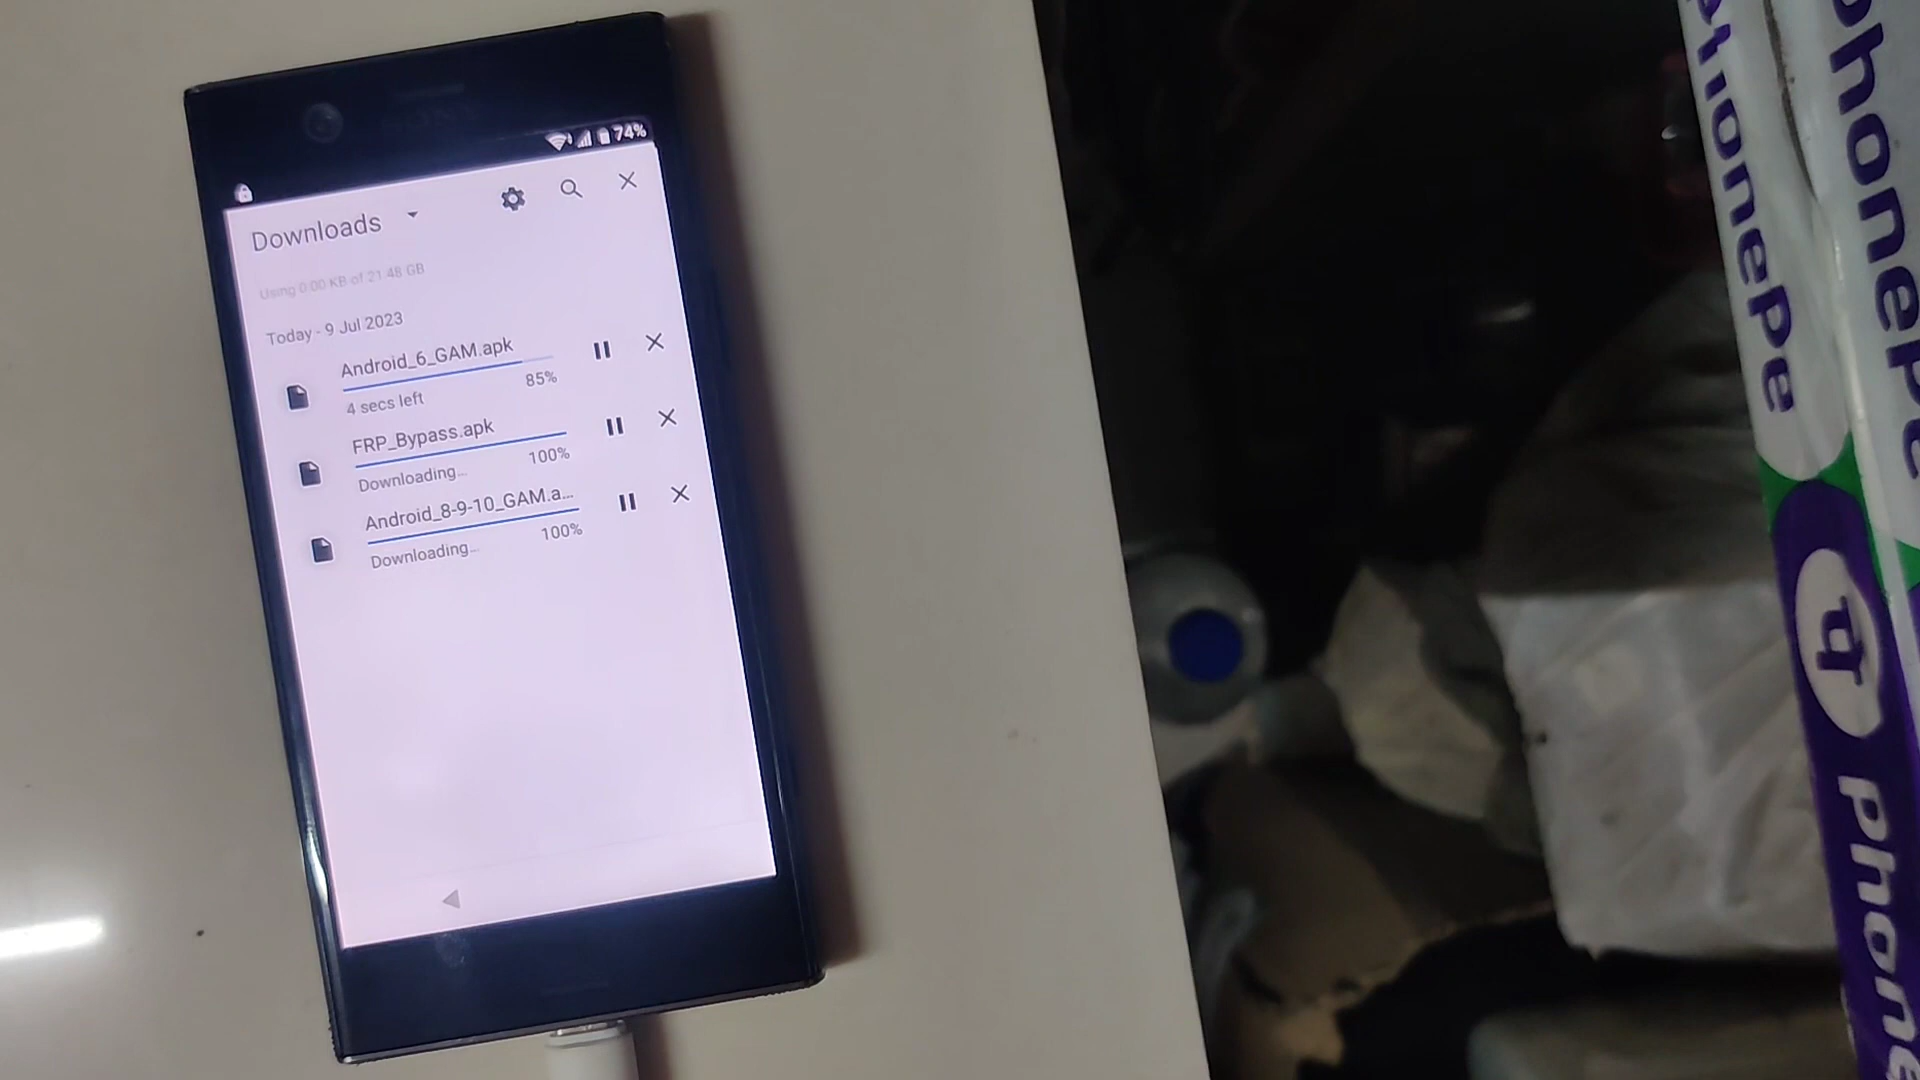 74%
Downloads
Using 0.00 KB of 21.48 GB
Today - 9 Jul 2023
Android_6_GAM.apk
85%
4 secs left
FRP_Bypass.apk
100%
Downloading...
Android_8-9-10_GAM.a...
100%
Downloading...
Phonepe
Phonepe
पे
Phone